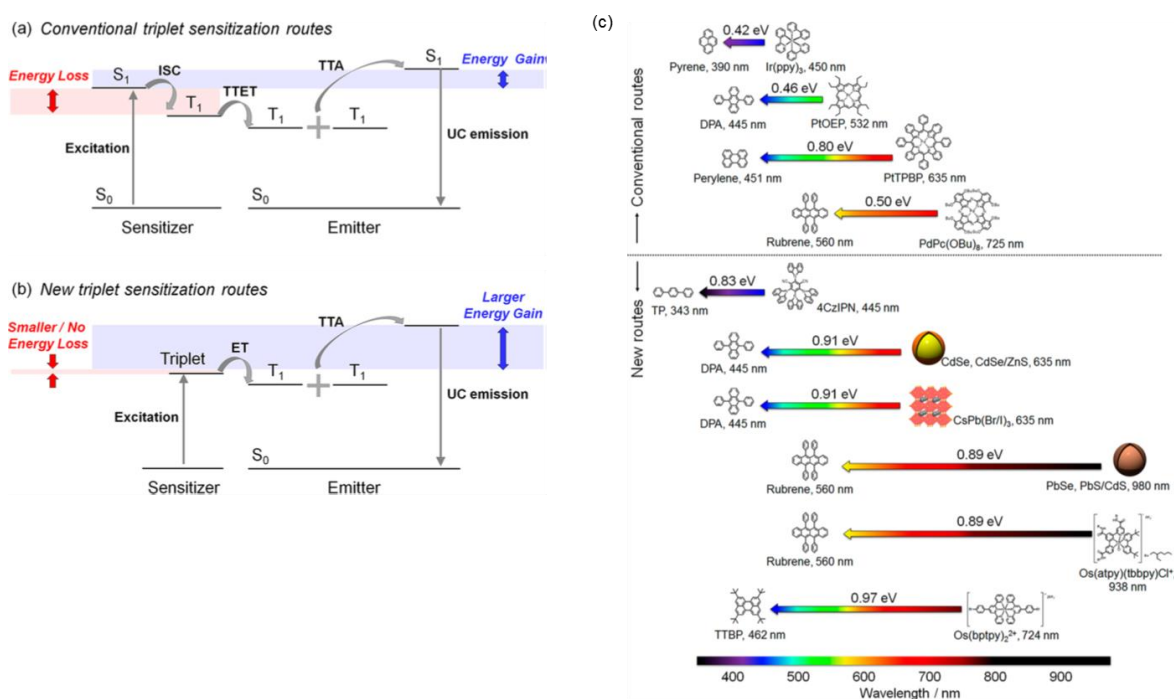 (a) Conventional triplet sensitization routes
Energy Loss
S₁
ISC
T₁
TTET
TTA
S₁
Energy Gain
T₁
T₁
Excitation
UC emission
S₀
S₀
Sensitizer
Emitter
(b) New triplet sensitization routes
Smaller / No
Energy Loss
Larger
Energy Gain
TTA
Triplet
ET
T₁
T₁
Excitation
UC emission
S₀
Sensitizer
Emitter
(c)
Conventional routes
New routes
0.42 eV
Pyrene, 390 nm
Ir(ppy)₃, 450 nm
0.46 eV
DPA, 445 nm
PtOEP, 532 nm
0.80 eV
Perylene, 451 nm
PtTPBP, 635 nm
0.50 eV
Rubrene, 560 nm
PdPc(OBu)₈, 725 nm
0.83 eV
TP, 343 nm
4CzIPN, 445 nm
0.91 eV
DPA, 445 nm
CdSe, CdSe/ZnS, 635 nm
0.91 eV
DPA, 445 nm
CsPb(Br/I)₃, 635 nm
0.89 eV
Rubrene, 560 nm
PbSe, PbS/CdS, 980 nm
0.89 eV
Rubrene, 560 nm
Os(atpy)(tbbpy)Cl⁺,
938 nm
0.97 eV
TTBP, 462 nm
Os(bptpy)₂²⁺, 724 nm
400 500 600 700 800 900
Wavelength / nm